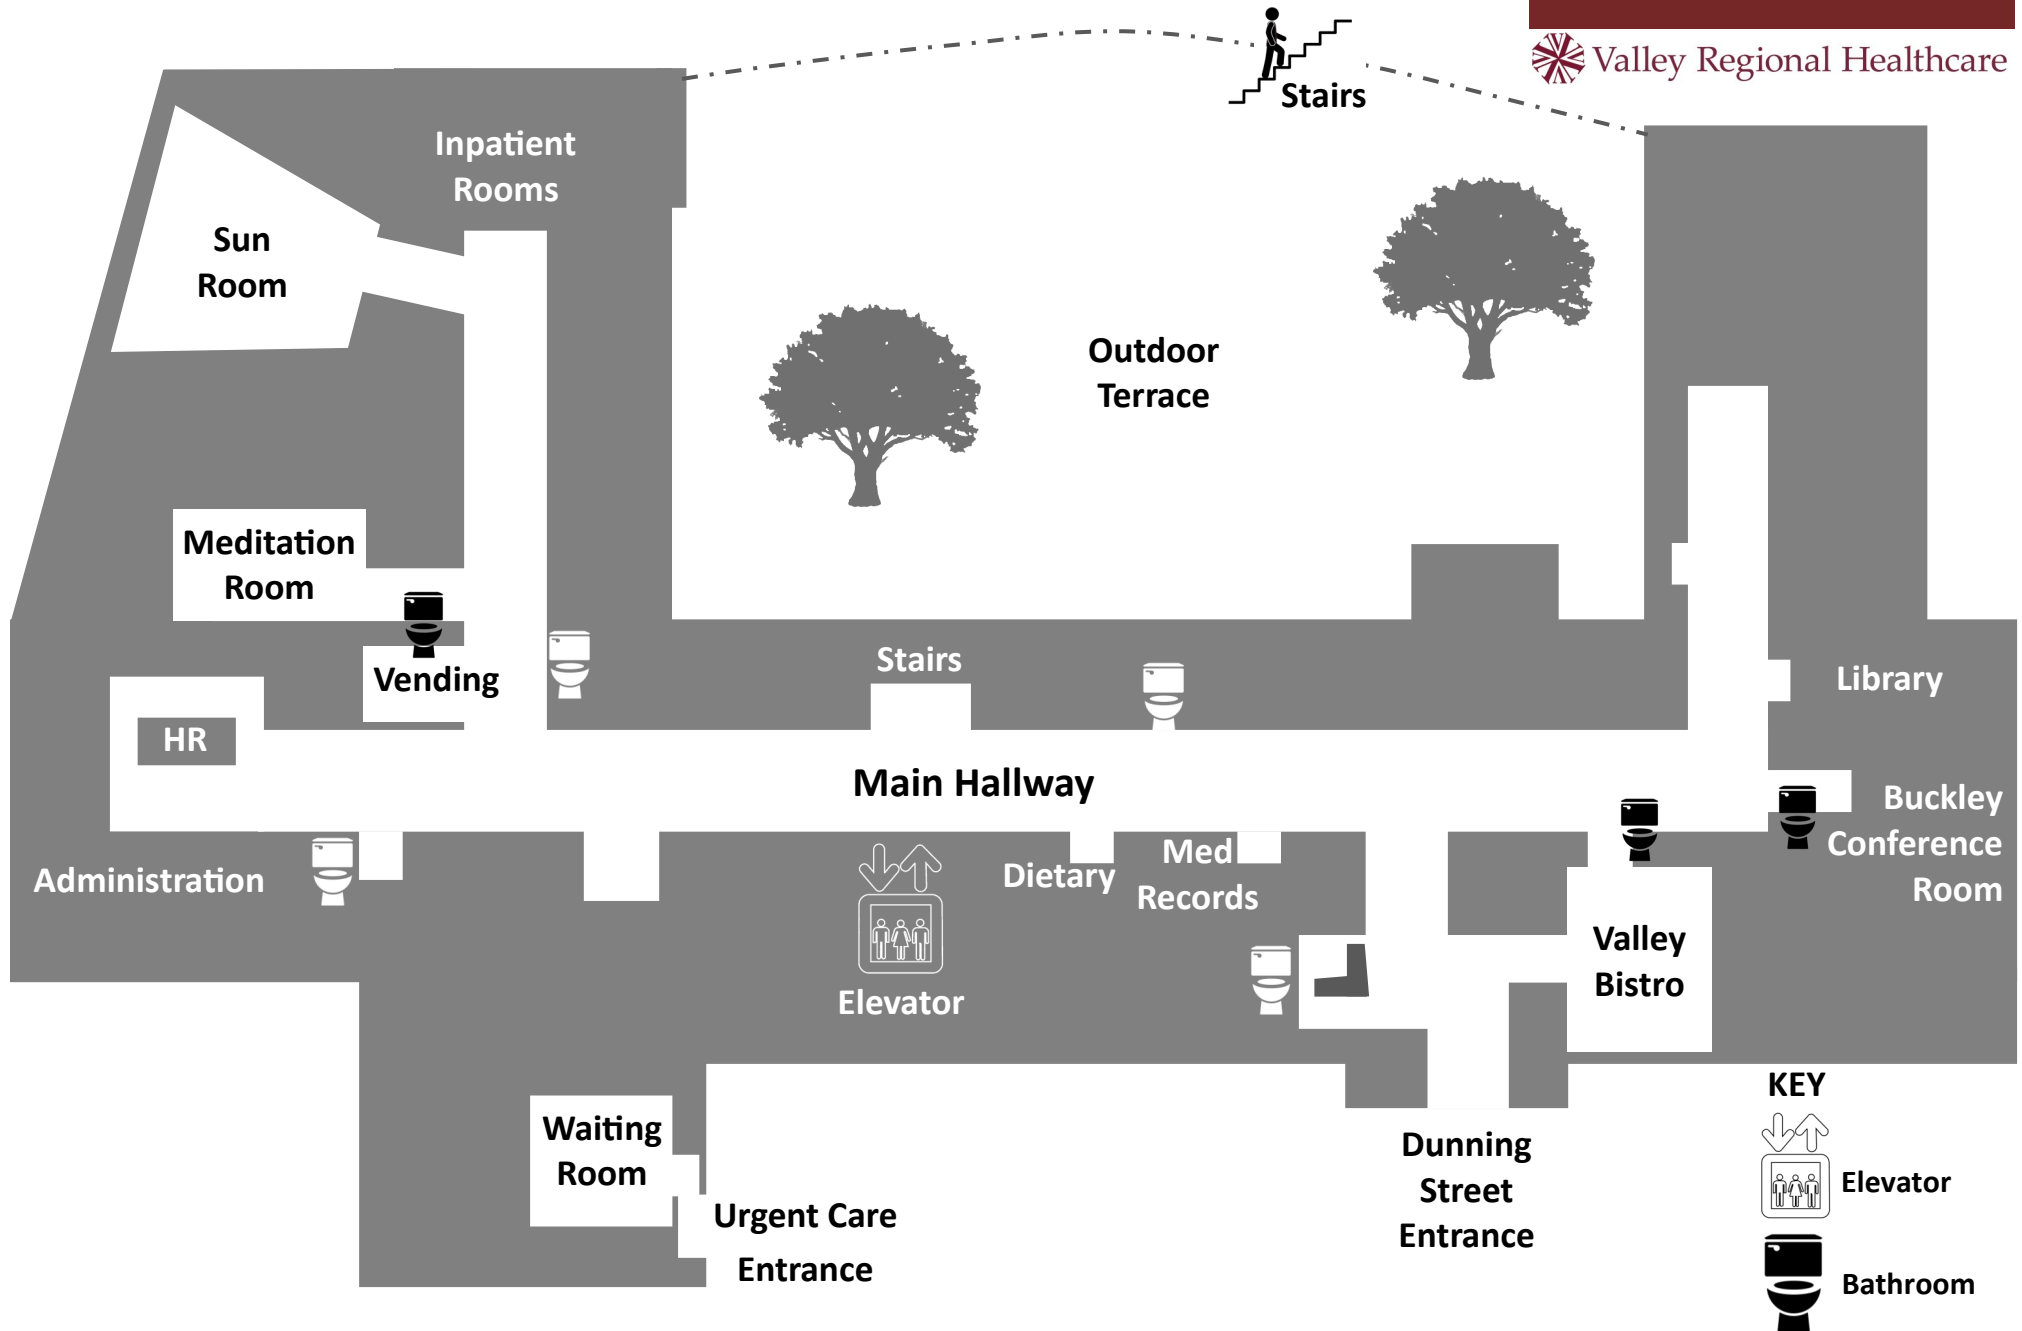 Valley Regional Healthcare
Stairs
Inpatient
Rooms
Sun
Room
Outdoor
Terrace
Meditation
Room
Vending
Stairs
Library
HR
Main Hallway
Buckley
Conference
Room
Administration
Dietary
Med
Records
Elevator
Valley
Bistro
Waiting
Room
Urgent Care
Entrance
Dunning
Street
Entrance
KEY
Elevator
Bathroom